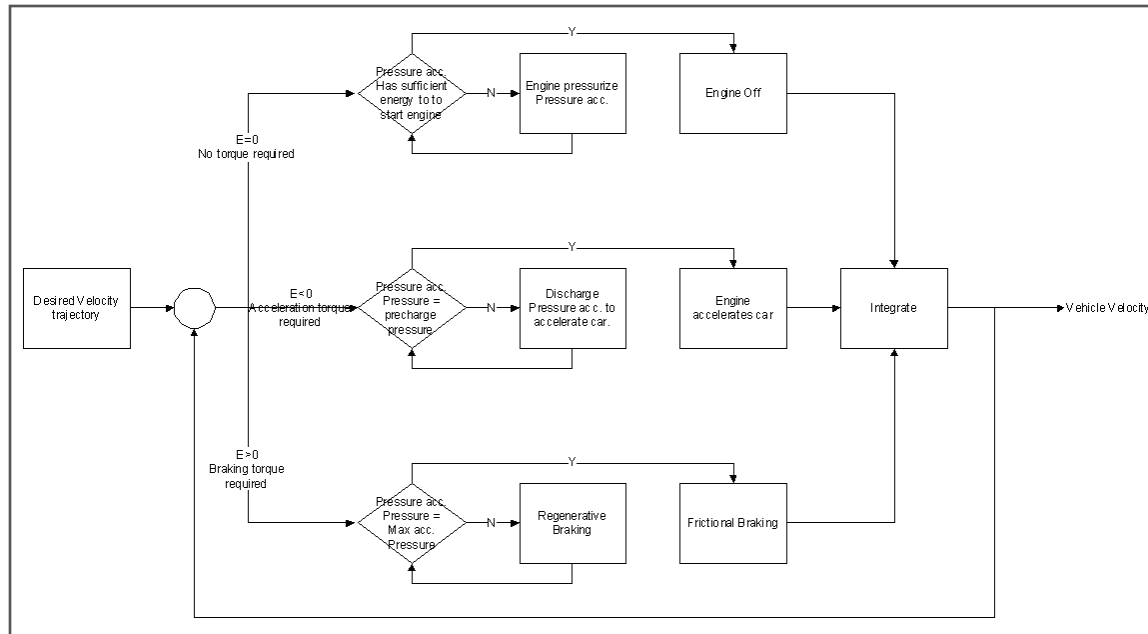 Y
Pressure acc.
Has sufficient
energy to to
start engine
N
Engine pressurize
Pressure acc.
Engine Off
E=0
No torque required
Y
Desired Velocity
trajectory
E<0
Acceleration torque
required
Pressure acc.
Pressure =
precharge
pressure
N
Discharge
Pressure acc. to
accelerate car.
Engine
accelerates car
Integrate
Vehicle Velocity
E>0
Braking torque
required
Y
Pressure acc.
Pressure =
Max acc.
Pressure
N
Regenerative
Braking
Frictional Braking